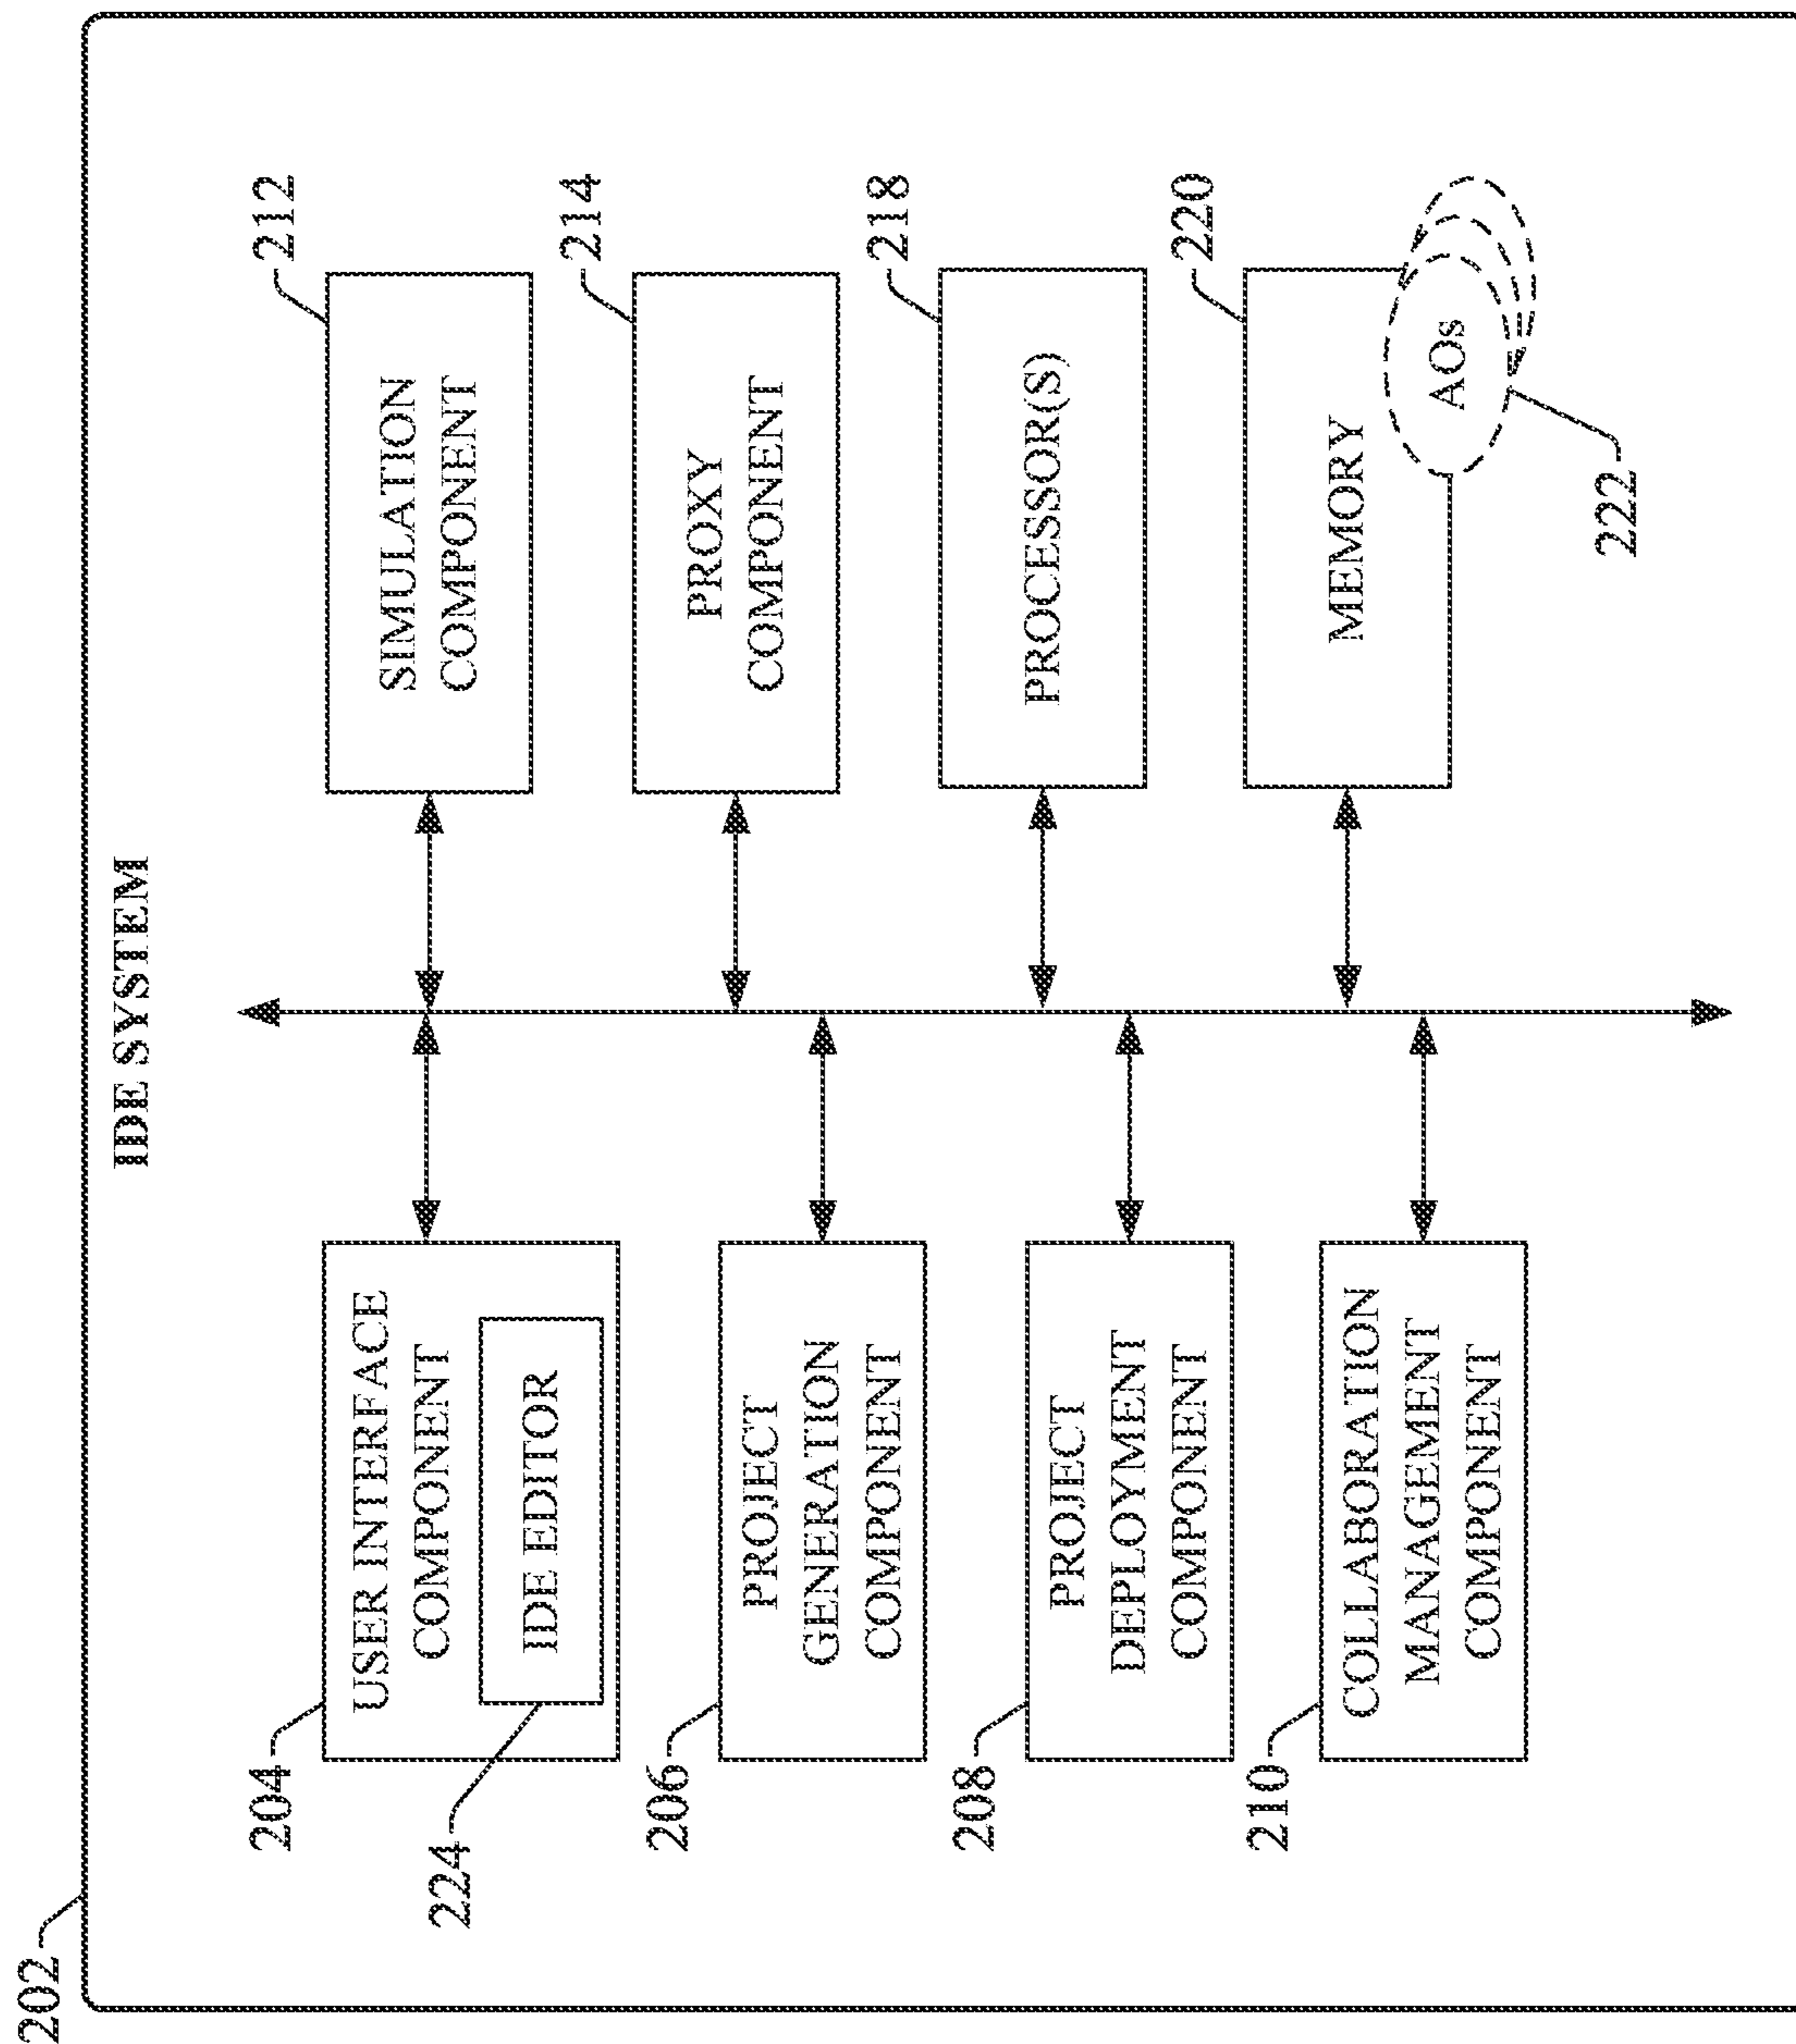 202
IDE SYSTEM
204
USER INTERFACE
COMPONENT
224
IDE EDITOR
206
PROJECT
GENERATION
COMPONENT
208
PROJECT
DEPLOYMENT
COMPONENT
210
COLLABORATION
MANAGEMENT
COMPONENT
212
SIMULATION
COMPONENT
214
PROXY
COMPONENT
218
PROCESSOR(S)
220
MEMORY
AOs
222